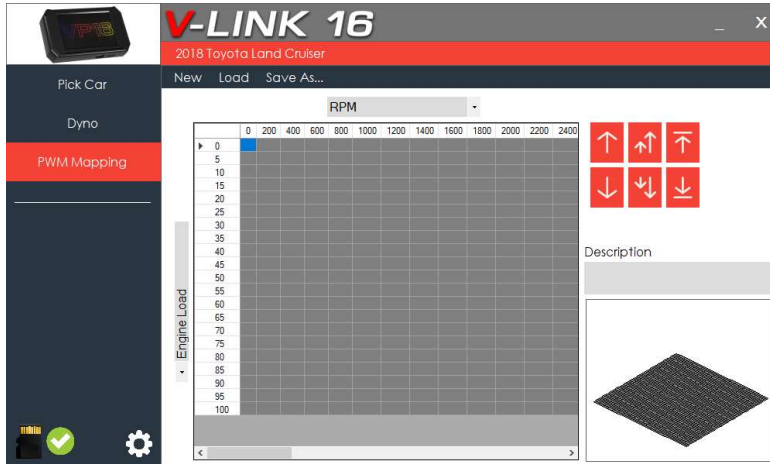 VP16
V-LINK 16
_ X
2018 Toyota Land Cruiser
Pick Car
Dyno
PWM Mapping
New Load Save As...
RPM
0 200 400 600 800 1000 1200 1400 1600 1800 2000 2200 2400
0
5
10
15
20
25
30
35
40
45
50
55
60
65
70
75
80
85
90
95
100
Engine Load
Description